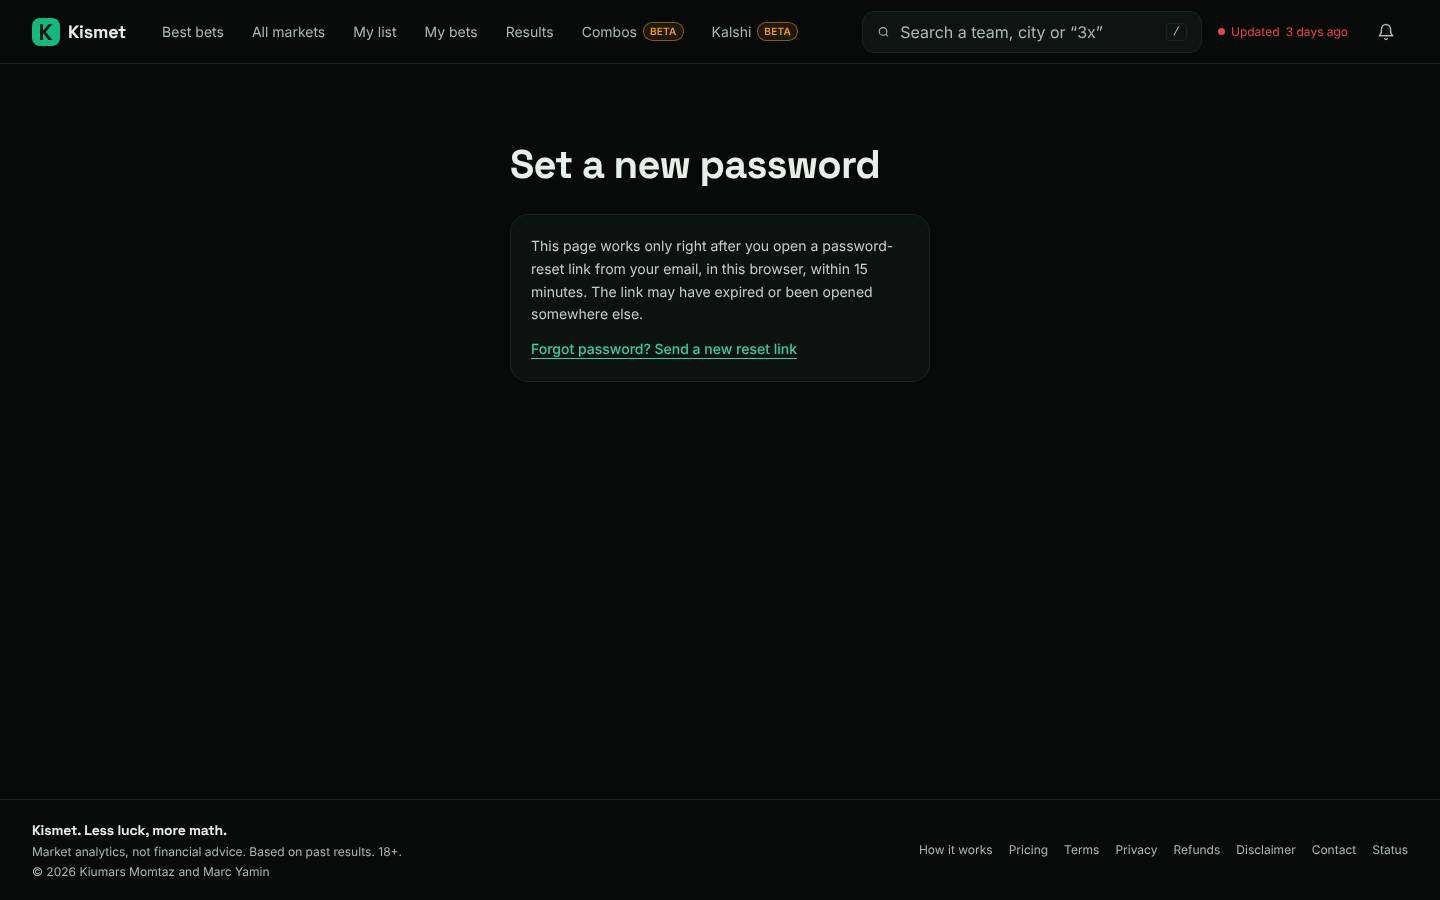 K Kismet Best bets All markets My list My bets Results Combos BETA Kalshi BETA Search a team, city or “3x” / Updated 3 days ago
Set a new password
This page works only right after you open a password-
reset link from your email, in this browser, within 15
minutes. The link may have expired or been opened
somewhere else.
Forgot password? Send a new reset link
Kismet. Less luck, more math.
Market analytics, not financial advice. Based on past results. 18+.
© 2026 Kiumars Momtaz and Marc Yamin
How it works Pricing Terms Privacy Refunds Disclaimer Contact Status